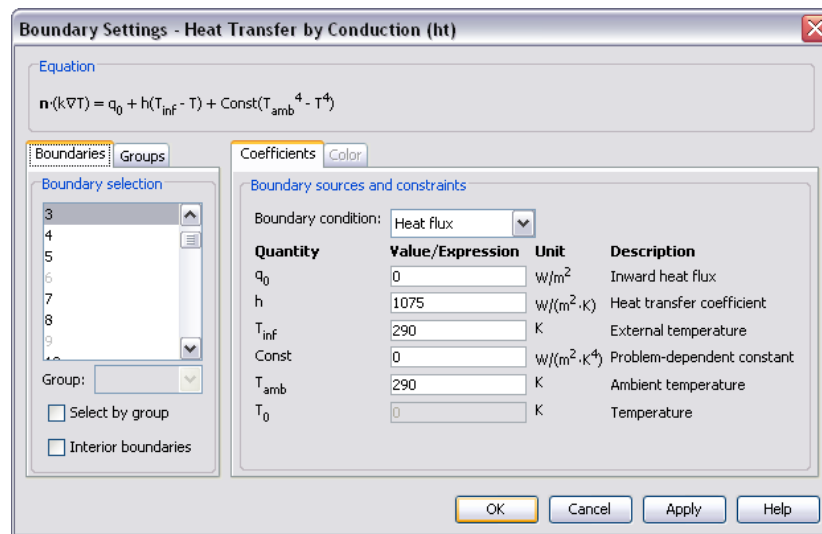 Boundary Settings - Heat Transfer by Conduction (ht)
Equation
n·(k∇T) = q0 + h(Tinf - T) + Const(Tamb^4 - T^4)
Boundaries Groups
Boundary selection
3
4
5
6
7
8
9
10
Group:
Select by group
Interior boundaries
Coefficients Color
Boundary sources and constraints
Boundary condition: Heat flux
Quantity Value/Expression Unit Description
q0 0 W/m² Inward heat flux
h 1075 W/(m²·K) Heat transfer coefficient
Tinf 290 K External temperature
Const 0 W/(m²·K⁴) Problem-dependent constant
Tamb 290 K Ambient temperature
T0 0 K Temperature
OK Cancel Apply Help